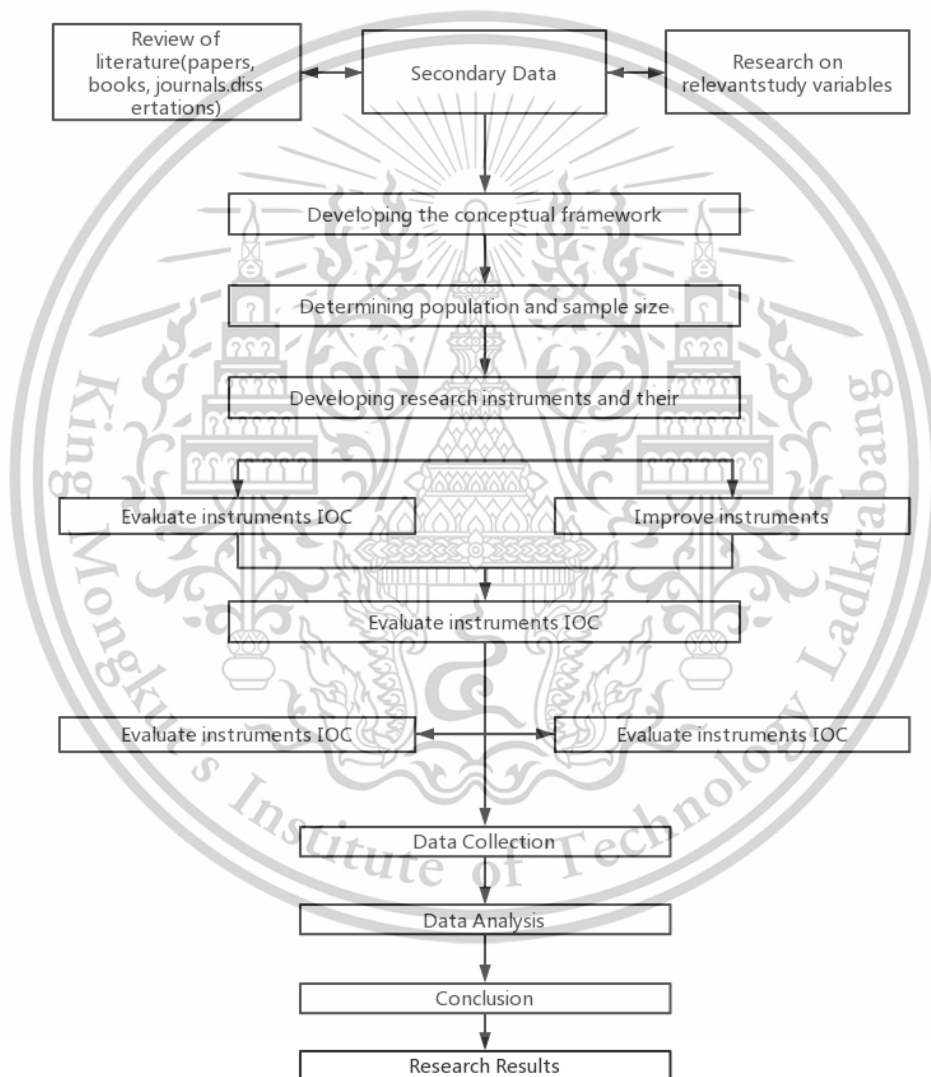 Review of
literature(papers,
books, journals.diss
ertations)
Secondary Data
Research on
relevantstudy variables
Developing the conceptual framework
Determining population and sample size
Developing research instruments and their
Evaluate instruments IOC
Improve instruments
Evaluate instruments IOC
Evaluate instruments IOC
Evaluate instruments IOC
Data Collection
Data Analysis
Conclusion
Research Results
King Mongkut's Institute of Technology Ladkrabang